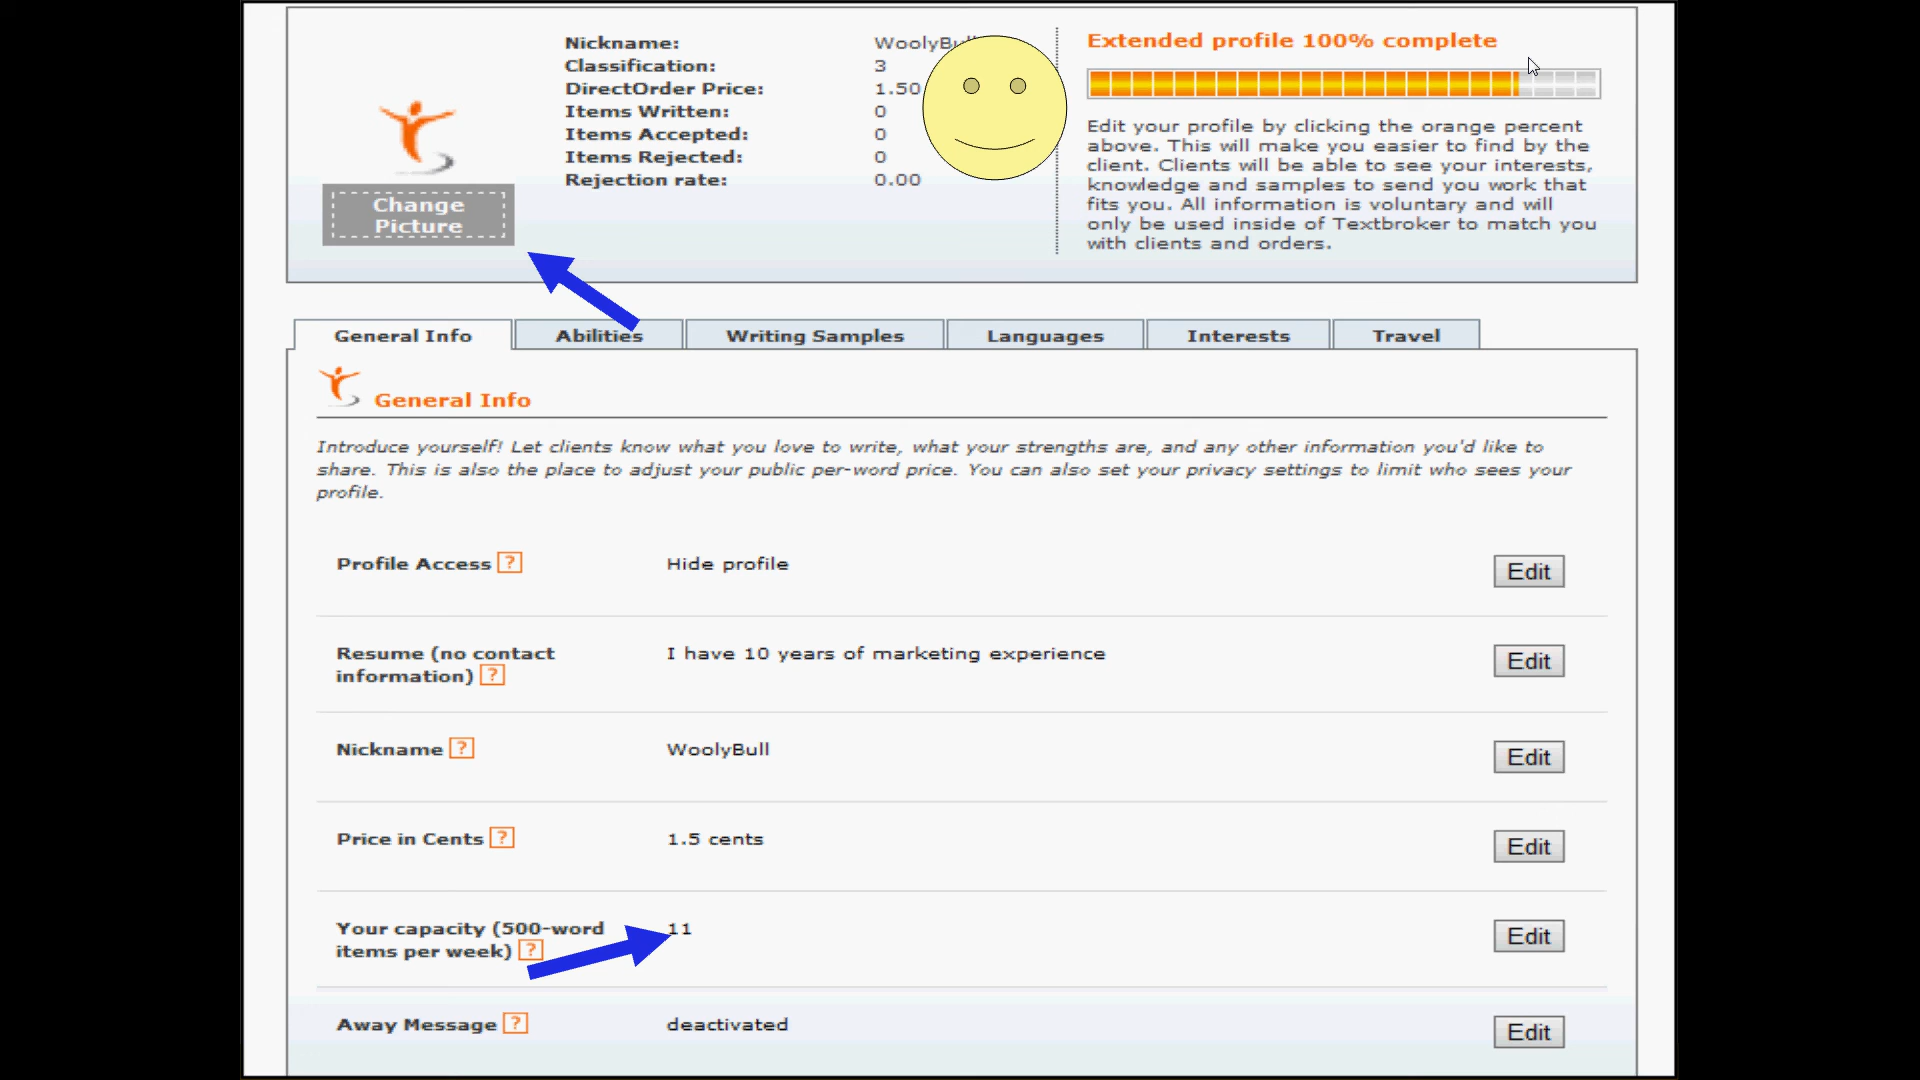 Nickname: WoolyBu
Classification: 3
DirectOrder Price: 1.50
Items Written: 0
Items Accepted: 0
Items Rejected: 0
Rejection rate: 0.00
Change
Picture
Extended profile 100% complete
Edit your profile by clicking the orange percent
above. This will make you easier to find by the
client. Clients will be able to see your interests,
knowledge and samples to send you work that
fits you. All information is voluntary and will
only be used inside of Textbroker to match you
with clients and orders.
General Info Abilities Writing Samples Languages Interests Travel
General Info
Introduce yourself! Let clients know what you love to write, what your strengths are, and any other information you'd like to
share. This is also the place to adjust your public per-word price. You can also set your privacy settings to limit who sees your
profile.
Profile Access ? Hide profile Edit
Resume (no contact I have 10 years of marketing experience Edit
information) ?
Nickname ? WoolyBull Edit
Price in Cents ? 1.5 cents Edit
Your capacity (500-word 11 Edit
items per week) ?
Away Message ? deactivated Edit